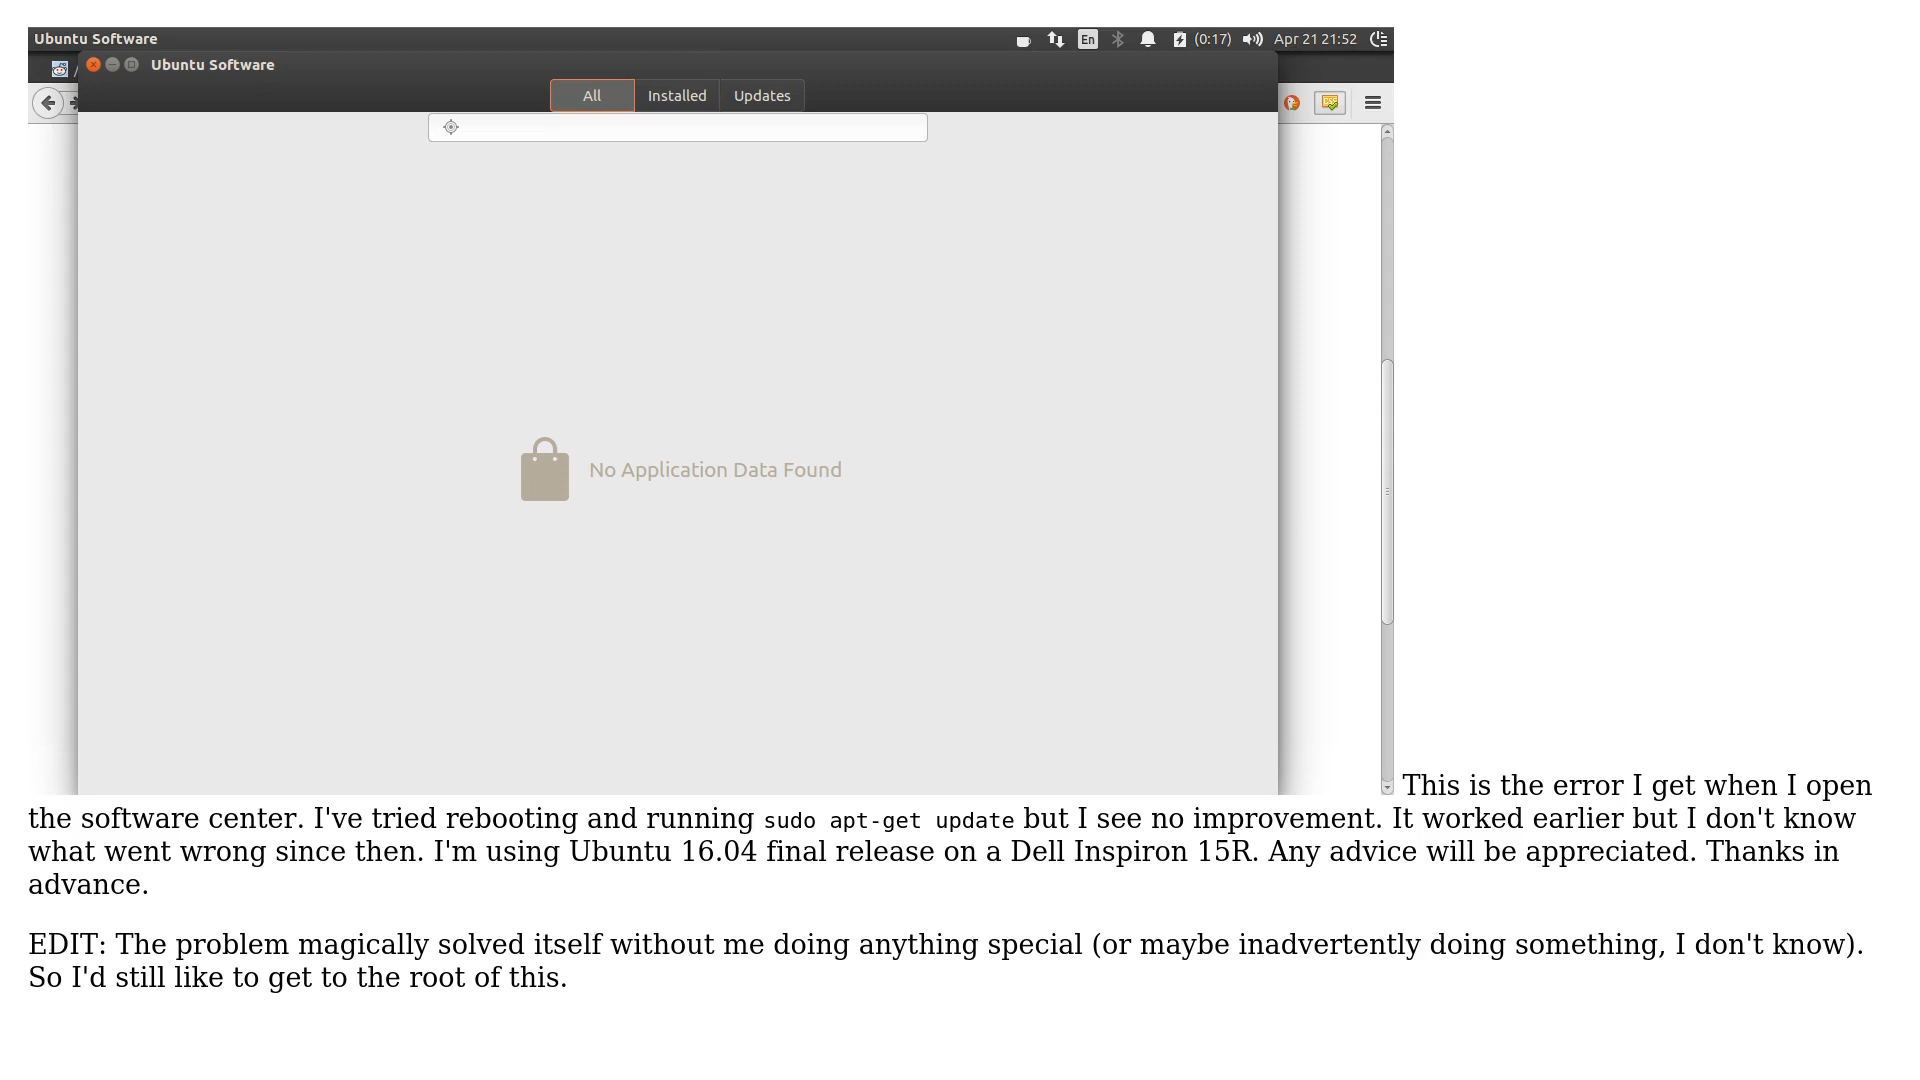 Ubuntu Software
En
(0:17)
Apr 21 21:52
/
Ubuntu Software
All
Installed
Updates
No Application Data Found
This is the error I get when I open
the software center. I've tried rebooting and running sudo apt-get update but I see no improvement. It worked earlier but I don't know
what went wrong since then. I'm using Ubuntu 16.04 final release on a Dell Inspiron 15R. Any advice will be appreciated. Thanks in
advance.
EDIT: The problem magically solved itself without me doing anything special (or maybe inadvertently doing something, I don't know).
So I'd still like to get to the root of this.